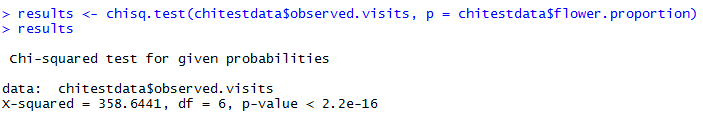 > results <- chisq.test(chitestdata$observed.visits, p = chitestdata$flower.proportion)
> results
Chi-squared test for given probabilities
data:  chitestdata$observed.visits
X-squared = 358.6441, df = 6, p-value < 2.2e-16